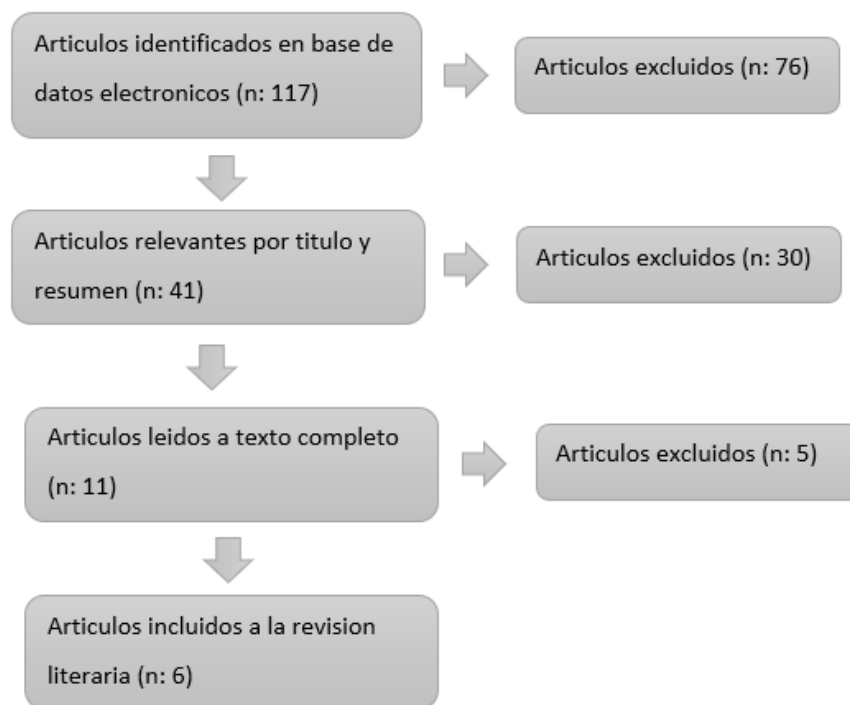 Articulos identificados en base de
datos electronicos (n: 117)
Articulos excluidos (n: 76)
Articulos relevantes por titulo y
resumen (n: 41)
Articulos excluidos (n: 30)
Articulos leidos a texto completo
(n: 11)
Articulos excluidos (n: 5)
Articulos incluidos a la revision
literaria (n: 6)